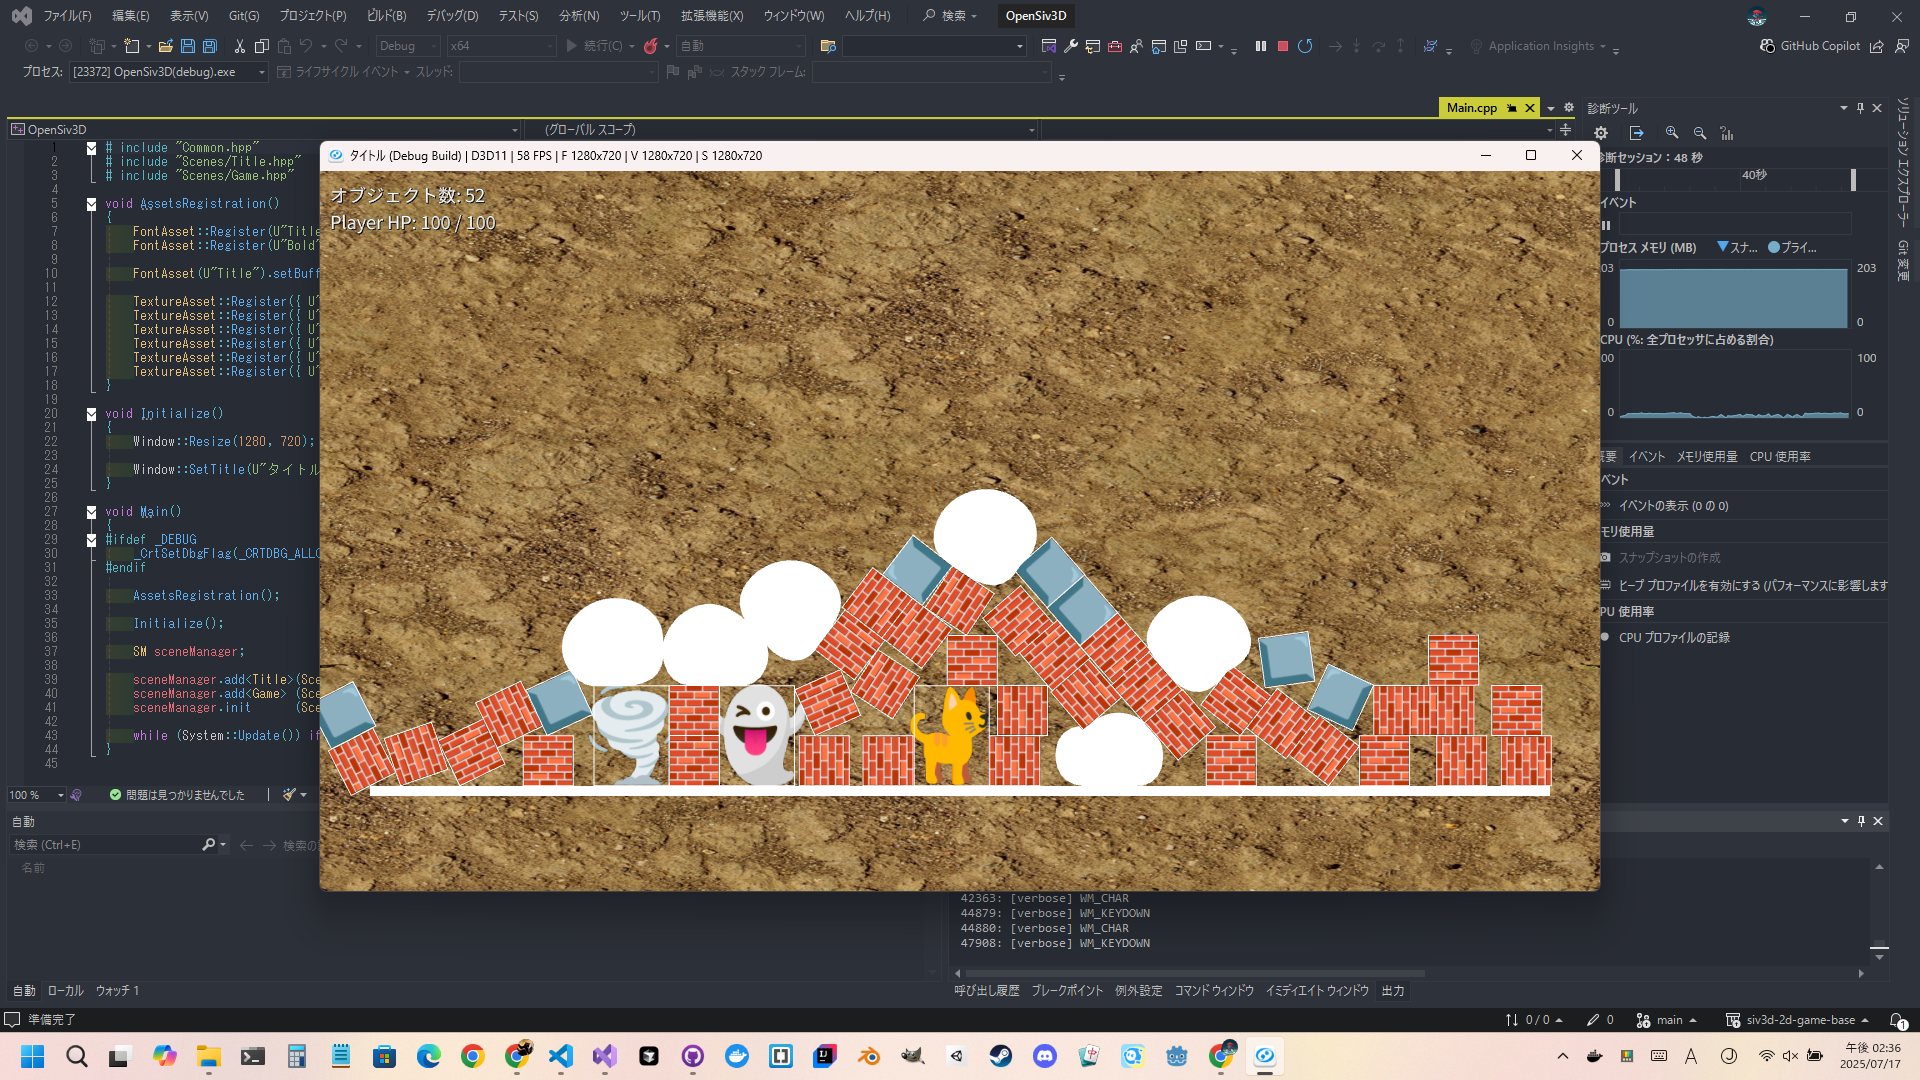 ファイル(F) 編集(E) 表示(V) Git(G) プロジェクト(P) ビルド(B) デバッグ(D) テスト(S) 分析(N) ツール(T) 拡張機能(X) ウィンドウ(W) ヘルプ(H) 検索 OpenSiv3D
Debug x64 続行(C) 自動 Application Insights GitHub Copilot
プロセス: [23372] OpenSiv3D(debug).exe ライフサイクル イベント スレッド: スタック フレーム:
Main.cpp
OpenSiv3D (グローバル スコープ)
1 # include "Common.hpp"
2 # include "Scenes/Title.hpp"
3 # include "Scenes/Game.hpp"
4
5 void AssetsRegistration()
6 {
7 FontAsset::Register(U"Title
8 FontAsset::Register(U"Bold"
9
10 FontAsset(U"Title").setBuff
11
12 TextureAsset::Register({ U"
13 TextureAsset::Register({ U"
14 TextureAsset::Register({ U"
15 TextureAsset::Register({ U"
16 TextureAsset::Register({ U"
17 TextureAsset::Register({ U"
18 }
19
20 void Initialize()
21 {
22 Window::Resize(1280, 720);
23
24 Window::SetTitle(U"タイトル
25 }
26
27 void Main()
28 {
29 #ifdef _DEBUG
30 _CrtSetDbgFlag(_CRTDBG_ALLO
31 #endif
32
33 AssetsRegistration();
34
35 Initialize();
36
37 SM sceneManager;
38
39 sceneManager.add<Title>(Sce
40 sceneManager.add<Game> (Sce
41 sceneManager.init (Sce
42
43 while (System::Update()) if
44 }
45
100 % 問題は見つかりませんでした
タイトル (Debug Build) | D3D11 | 58 FPS | F 1280x720 | V 1280x720 | S 1280x720
オブジェクト数: 52
Player HP: 100 / 100
診断ツール
断セッション：48 秒
40秒
イベント
プロセス メモリ (MB) スナ... プライ...
03 203
0 0
CPU (%: 全プロセッサに占める割合)
00 100
0 0
要 イベント メモリ使用量 CPU 使用率
ベント
イベントの表示 (0 の 0)
モリ使用量
スナップショットの作成
ヒープ プロファイルを有効にする (パフォーマンスに影響します
PU 使用率
CPU プロファイルの記録
ソリューション エクスプローラー
Git 変更
自動
検索 (Ctrl+E) 検索の
名前
42363: [verbose] WM_CHAR
44879: [verbose] WM_KEYDOWN
44880: [verbose] WM_CHAR
47908: [verbose] WM_KEYDOWN
自動 ローカル ウォッチ 1
呼び出し履歴 ブレークポイント 例外設定 コマンド ウィンドウ イミディエイト ウィンドウ 出力
準備完了
0 / 0 0 main siv3d-2d-game-base 1
A
午後 02:36
2025/07/17